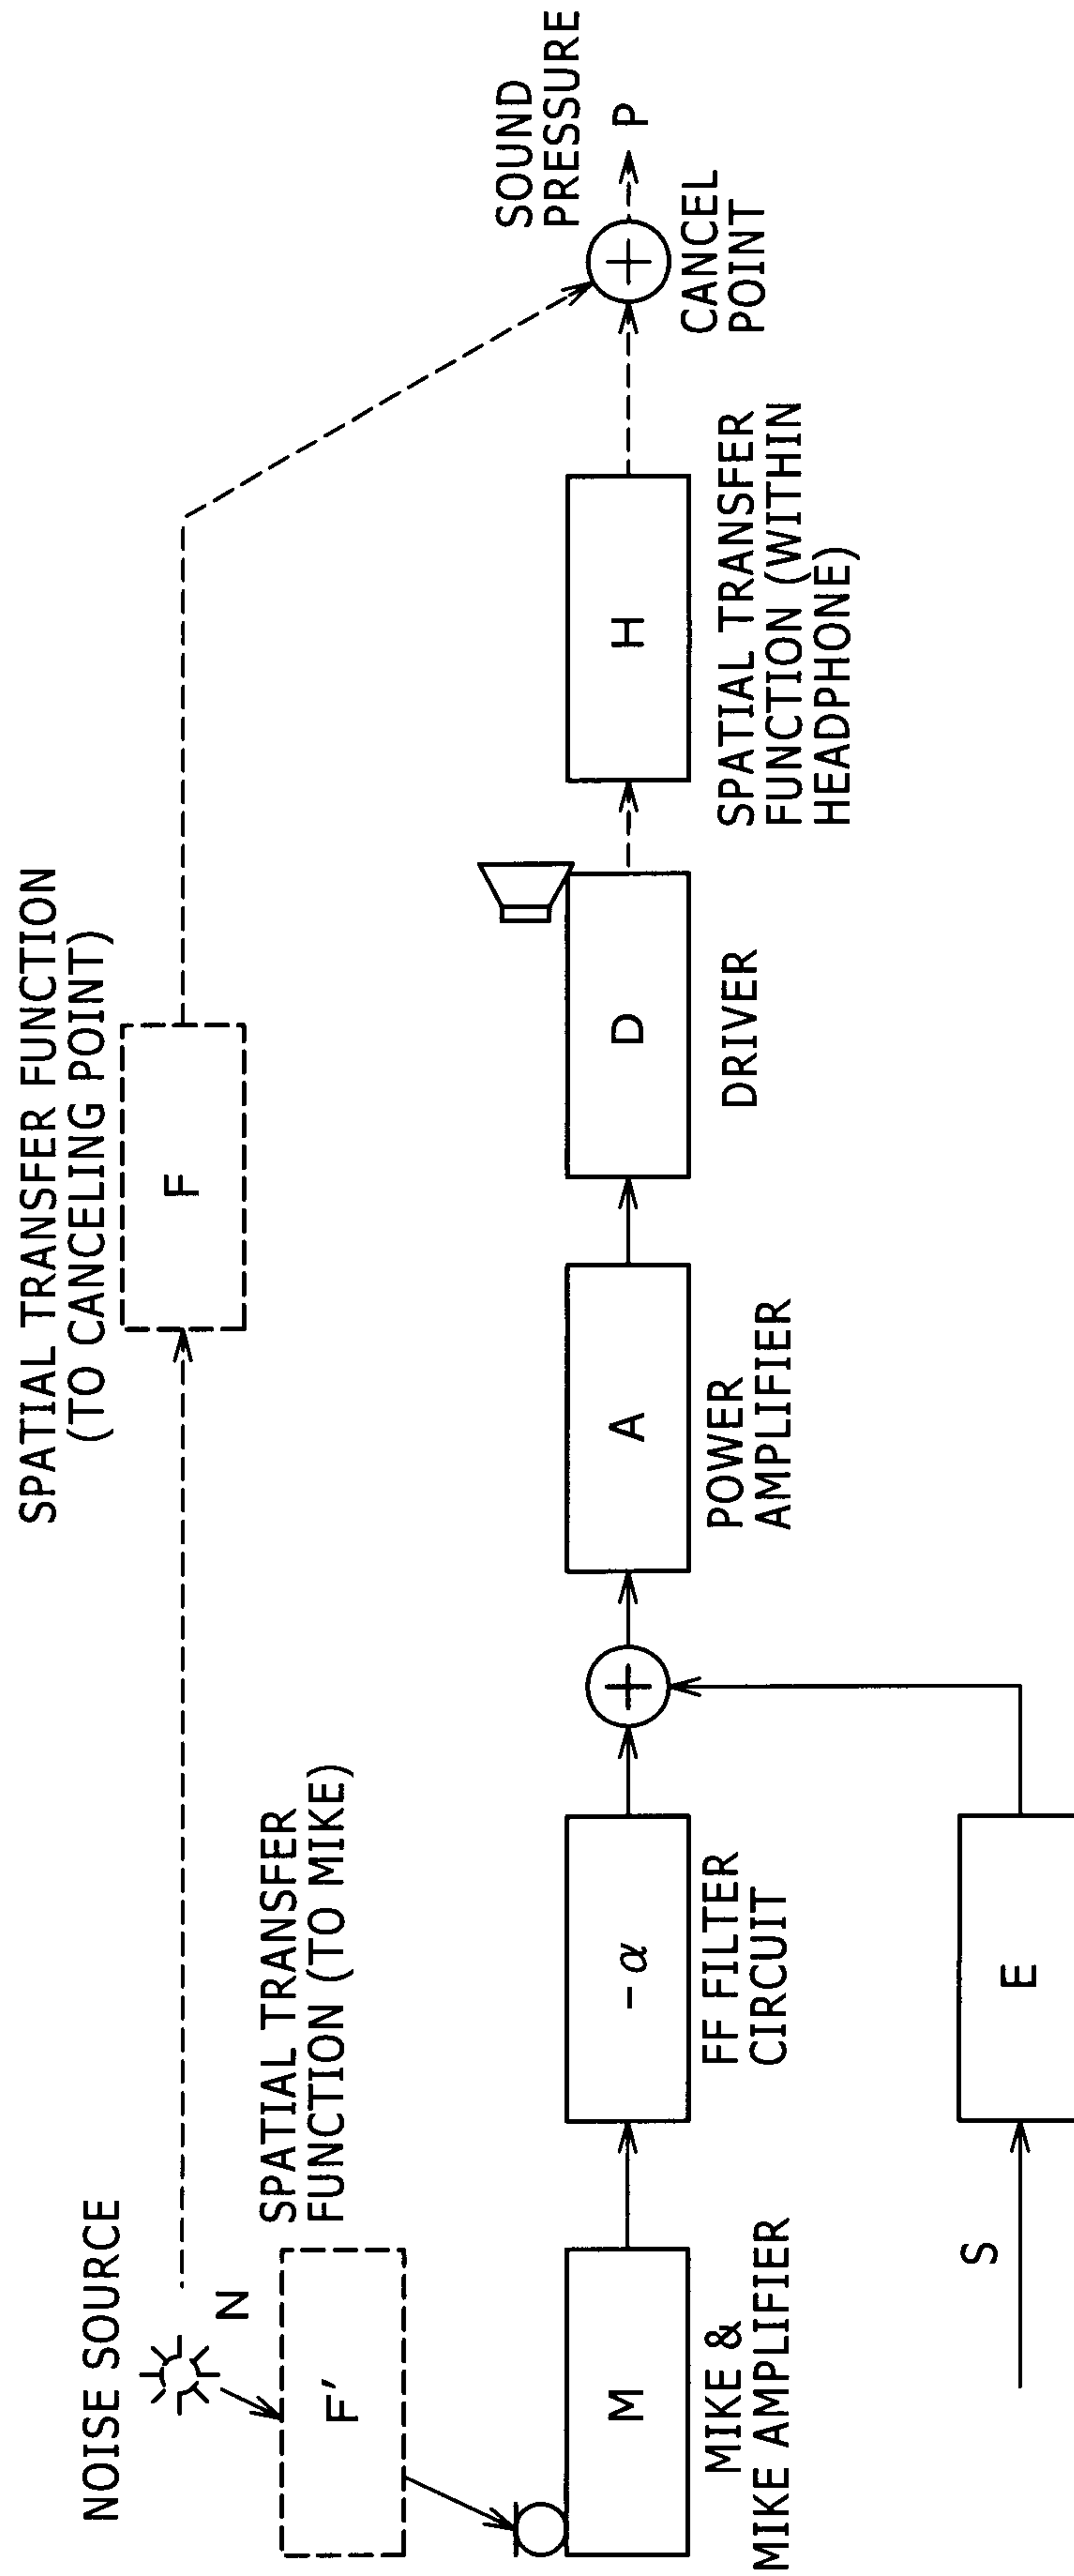 SPATIAL TRANSFER FUNCTION
(TO CANCELING POINT)
F
NOISE SOURCE
N
SPATIAL TRANSFER
FUNCTION (TO MIKE)
F'
SOUND
PRESSURE
P
CANCEL
POINT
M
MIKE &
MIKE AMPLIFIER
-α
FF FILTER
CIRCUIT
+
A
POWER
AMPLIFIER
D
DRIVER
H
SPATIAL TRANSFER
FUNCTION (WITHIN
HEADPHONE)
+
S
E